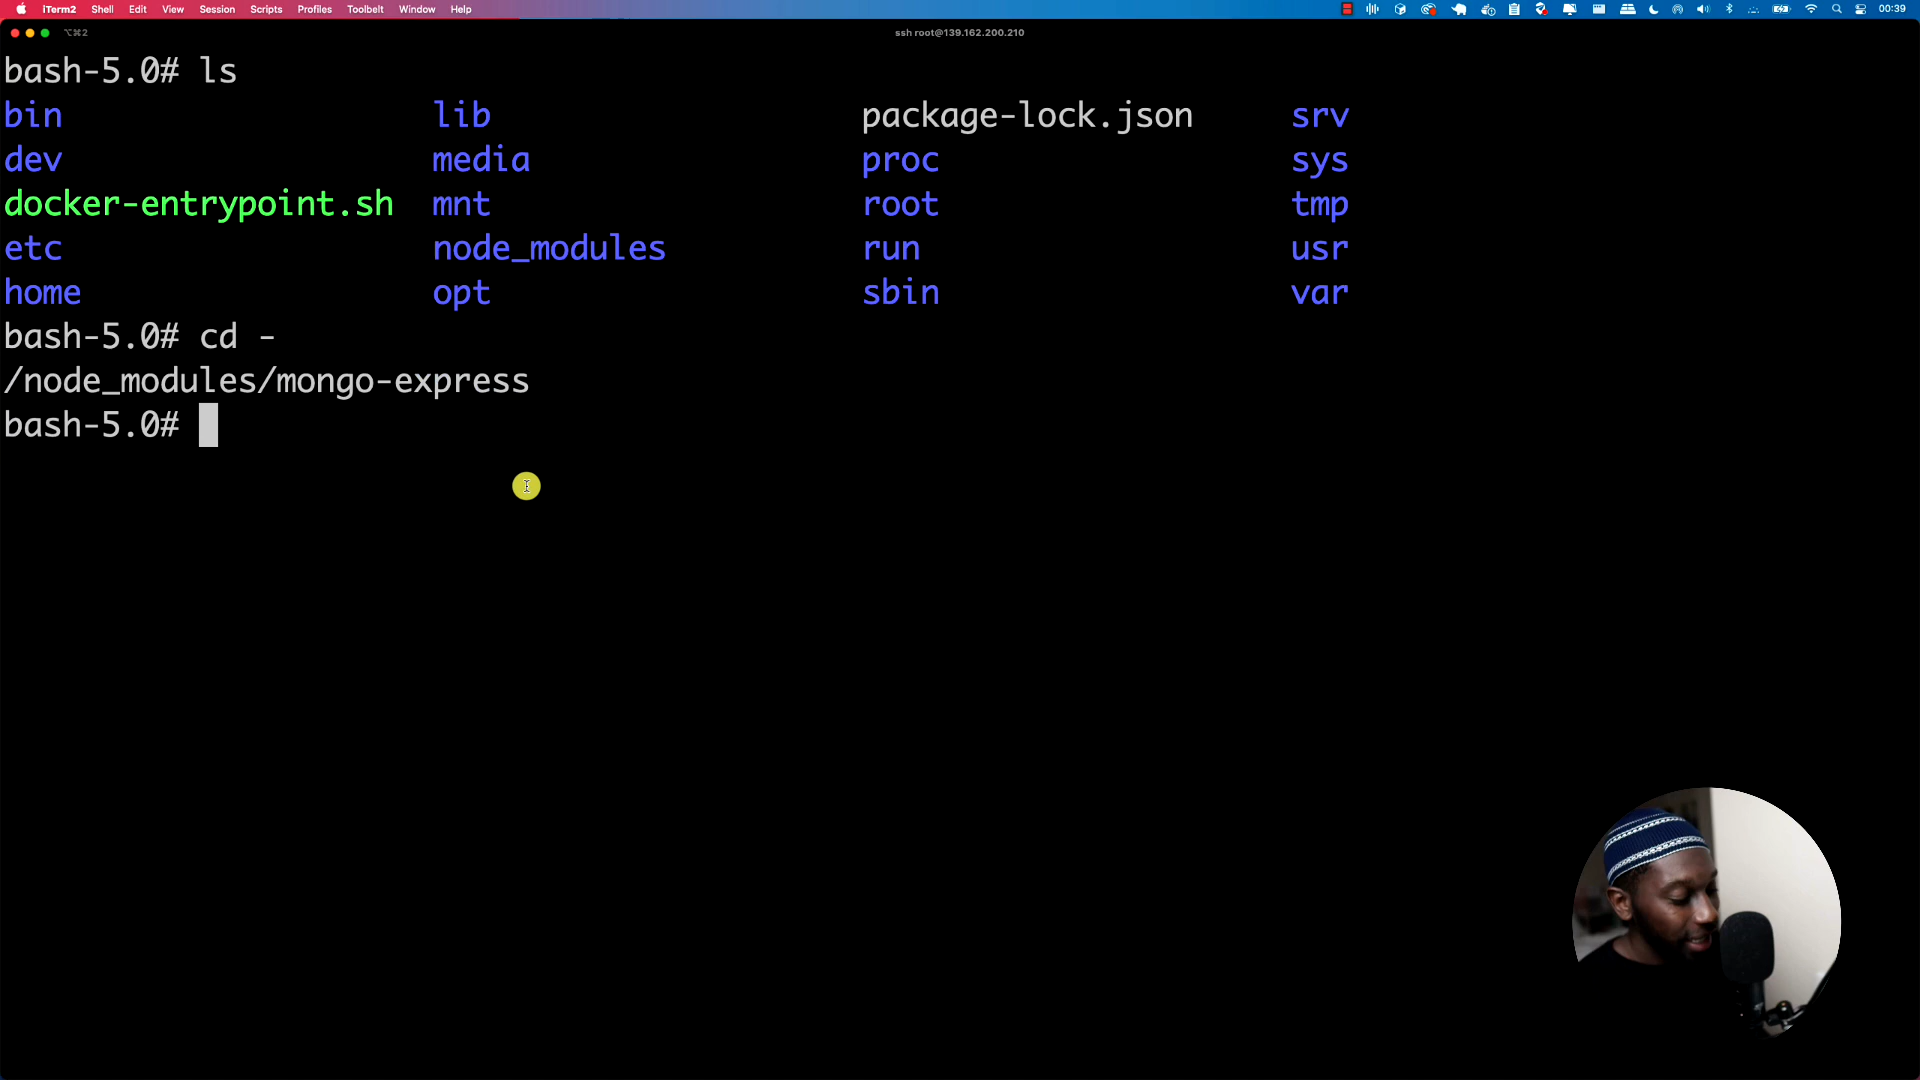 iTerm2 Shell Edit View Session Scripts Profiles Toolbelt Window Help 00:39
⌥⌘2 ssh root@139.162.200.210
bash-5.0# ls
bin lib package-lock.json srv
dev media proc sys
docker-entrypoint.sh mnt root tmp
etc node_modules run usr
home opt sbin var
bash-5.0# cd -
/node_modules/mongo-express
bash-5.0#